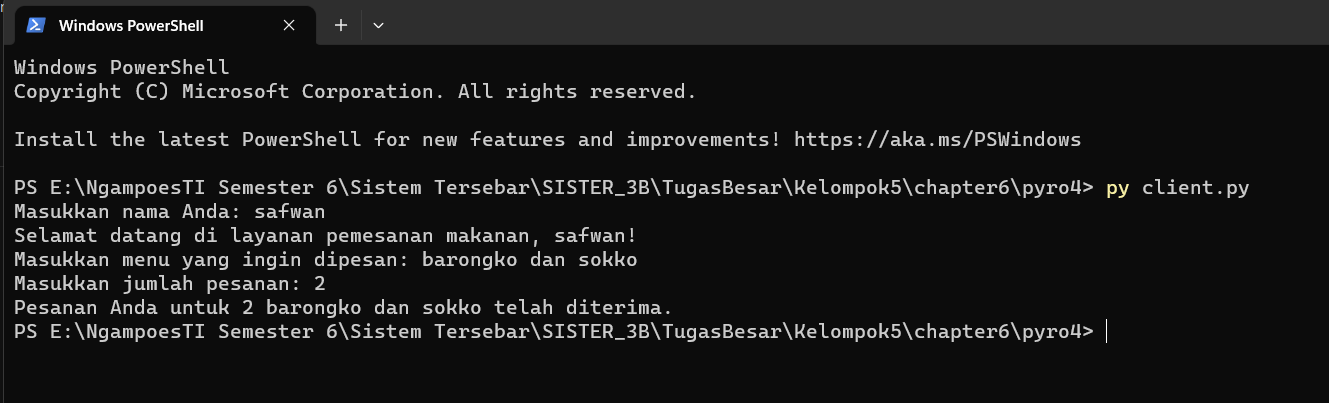 Windows PowerShell
Windows PowerShell
Copyright (C) Microsoft Corporation. All rights reserved.
Install the latest PowerShell for new features and improvements! https://aka.ms/PSWindows
PS E:\NgampoesTI Semester 6\Sistem Tersebar\SISTER_3B\TugasBesar\Kelompok5\chapter6\pyro4> py client.py
Masukkan nama Anda: safwan
Selamat datang di layanan pemesanan makanan, safwan!
Masukkan menu yang ingin dipesan: barongko dan sokko
Masukkan jumlah pesanan: 2
Pesanan Anda untuk 2 barongko dan sokko telah diterima.
PS E:\NgampoesTI Semester 6\Sistem Tersebar\SISTER_3B\TugasBesar\Kelompok5\chapter6\pyro4>